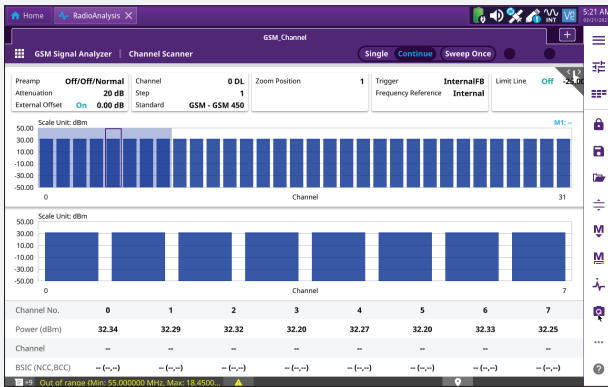 Home RadioAnalysis X INT VE 5:21 AM
GSM_Channel +
GSM Signal Analyzer | Channel Scanner Single Continue Sweep Once
Preamp Off/Off/Normal Channel 0 DL Zoom Position 1 Trigger InternalFB Limit Line Off -25.00
Attenuation 20 dB Step 1 Frequency Reference Internal
External Offset On 0.00 dB Standard GSM - GSM 450
Scale Unit: dBm M1: --
50.00
30.00
10.00
-10.00
-30.00
-50.00
0 Channel 31
Scale Unit: dBm
50.00
30.00
10.00
-10.00
-30.00
-50.00
0 Channel 7
Channel No. 0 1 2 3 4 5 6 7
Power (dBm) 32.34 32.29 32.32 32.20 32.27 32.20 32.33 32.25
Channel -- -- -- -- -- -- -- --
BSIC (NCC,BCC) -- (--,--) -- (--,--) -- (--,--) -- (--,--) -- (--,--) -- (--,--) -- (--,--) -- (--,--)
+9 Out of range (Min: 55.000000 MHz, Max: 18.4500...